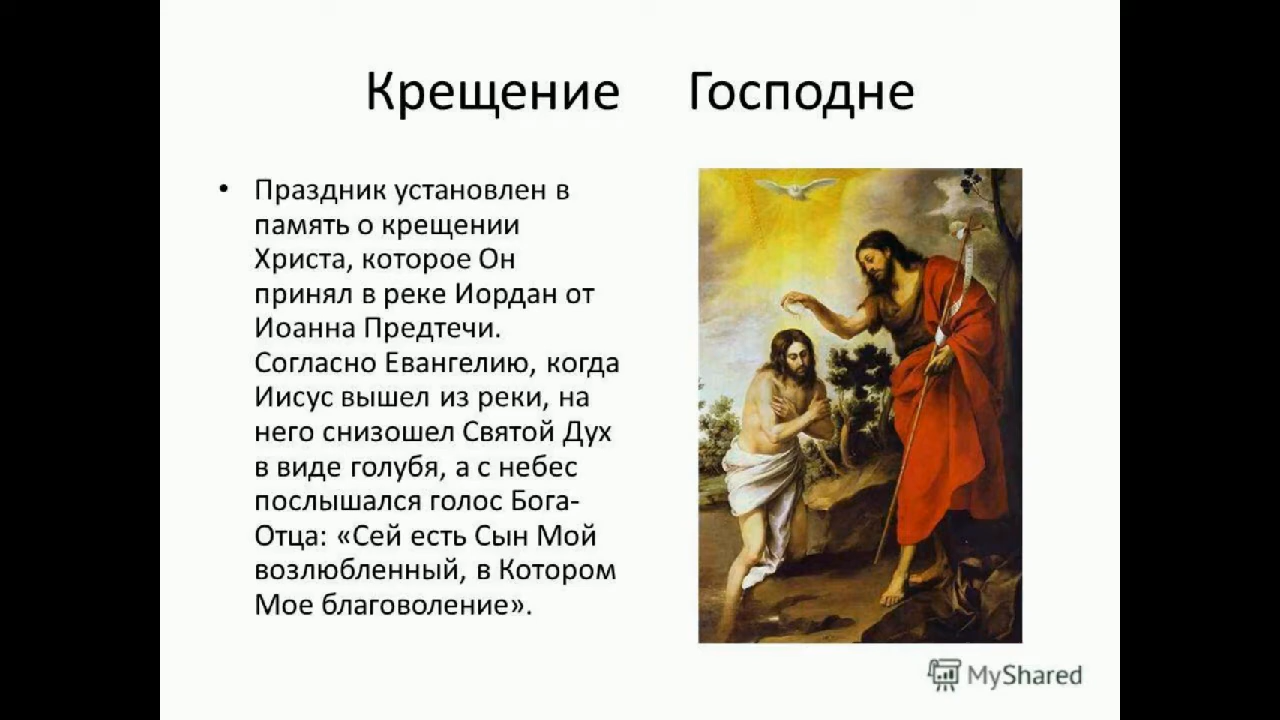 Крещение Господне
• Праздник установлен в
память о крещении
Христа, которое Он
принял в реке Иордан от
Иоанна Предтечи.
Согласно Евангелию, когда
Иисус вышел из реки, на
него снизошел Святой Дух
в виде голубя, а с небес
послышался голос Бога-
Отца: «Сей есть Сын Мой
возлюбленный, в Котором
Мое благоволение».
MyShared